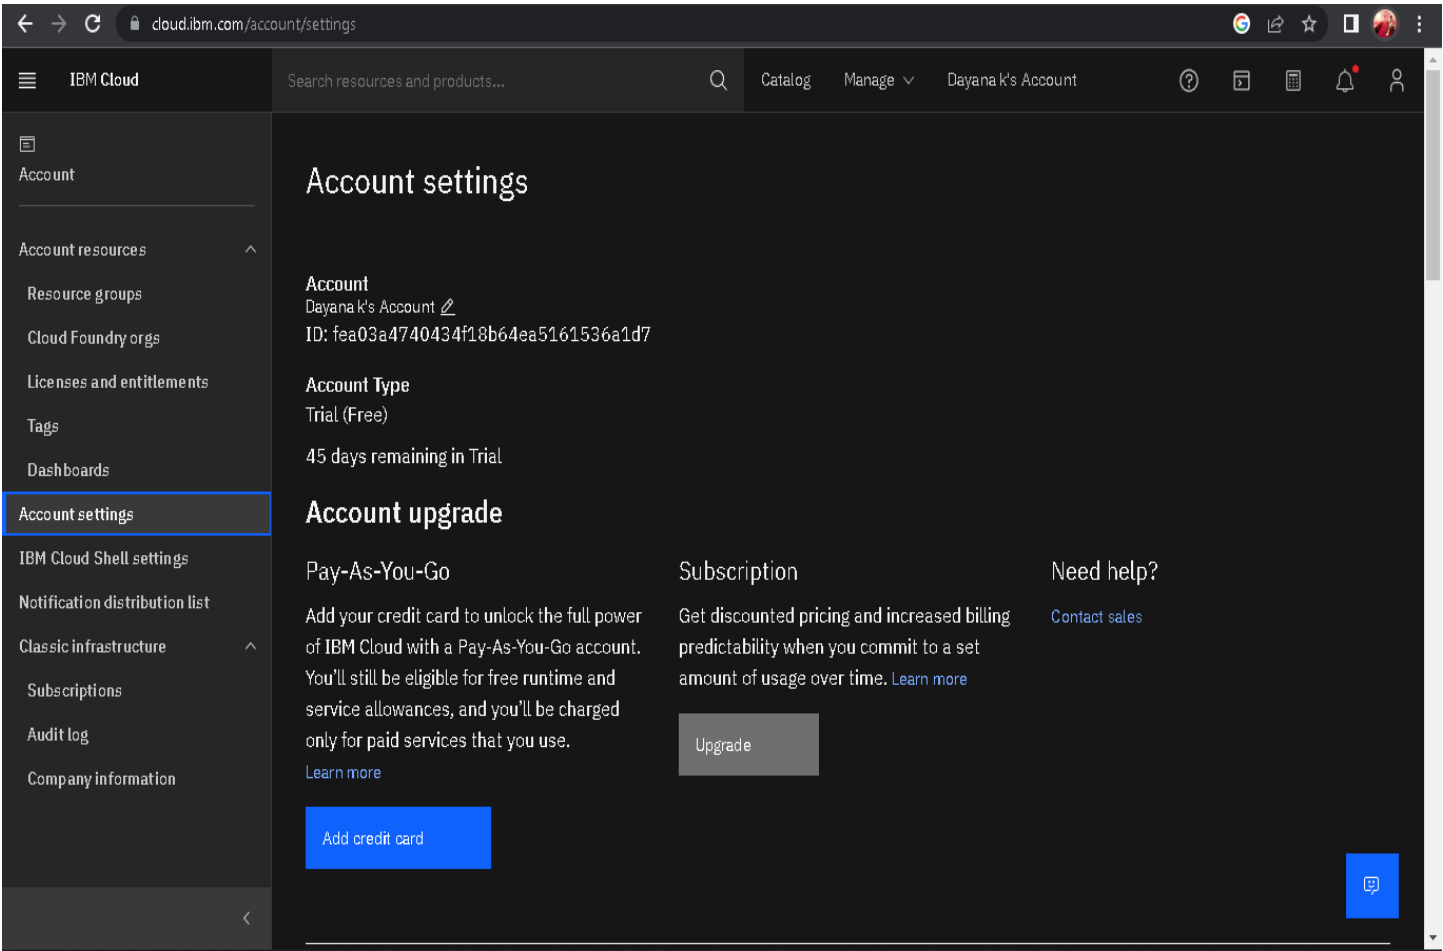 cloud.ibm.com/account/settings
IBM Cloud
Search resources and products...
Catalog
Manage
Dayana k's Account
Account
Account resources
Resource groups
Cloud Foundry orgs
Licenses and entitlements
Tags
Dashboards
Account settings
IBM Cloud Shell settings
Notification distribution list
Classic infrastructure
Subscriptions
Audit log
Company information
Account settings
Account
Dayana k's Account
ID: fea03a4740434f18b64ea5161536a1d7
Account Type
Trial (Free)
45 days remaining in Trial
Account upgrade
Pay-As-You-Go
Add your credit card to unlock the full power
of IBM Cloud with a Pay-As-You-Go account.
You'll still be eligible for free runtime and
service allowances, and you'll be charged
only for paid services that you use.
Learn more
Add credit card
Subscription
Get discounted pricing and increased billing
predictability when you commit to a set
amount of usage over time. Learn more
Upgrade
Need help?
Contact sales